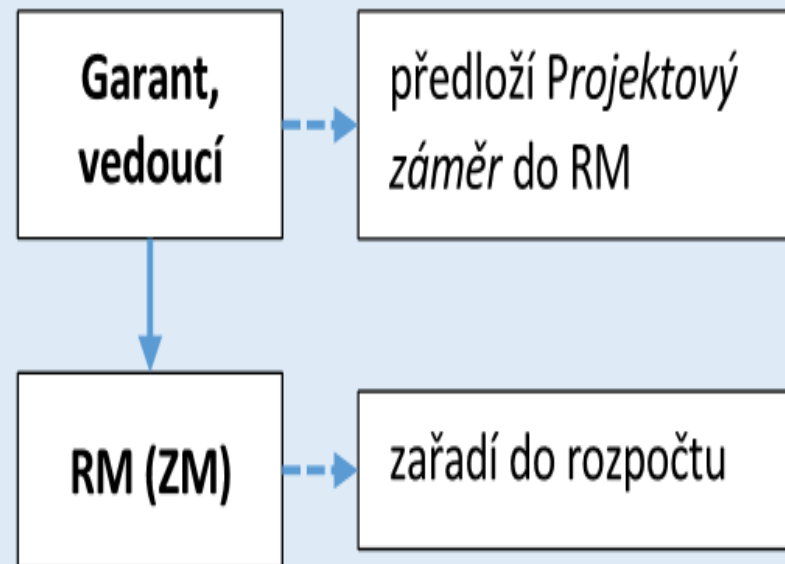 Garant,
vedoucí
předloží Projektový
záměr do RM
RM (ZM)
zařadí do rozpočtu